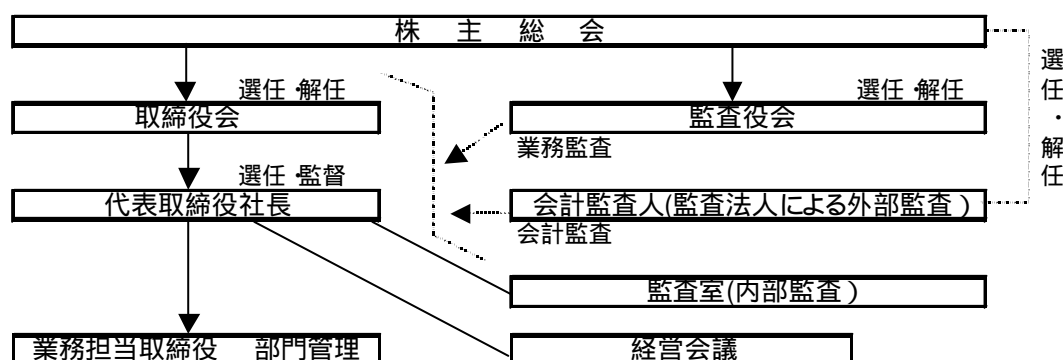 株 主 総 会
選任・解任
選任・解任
選任・解任
取締役会
監査役会
業務監査
選任・監督
代表取締役社長
会計監査人(監査法人による外部監査)
会計監査
監査室(内部監査)
業務担当取締役 部門管理
経営会議